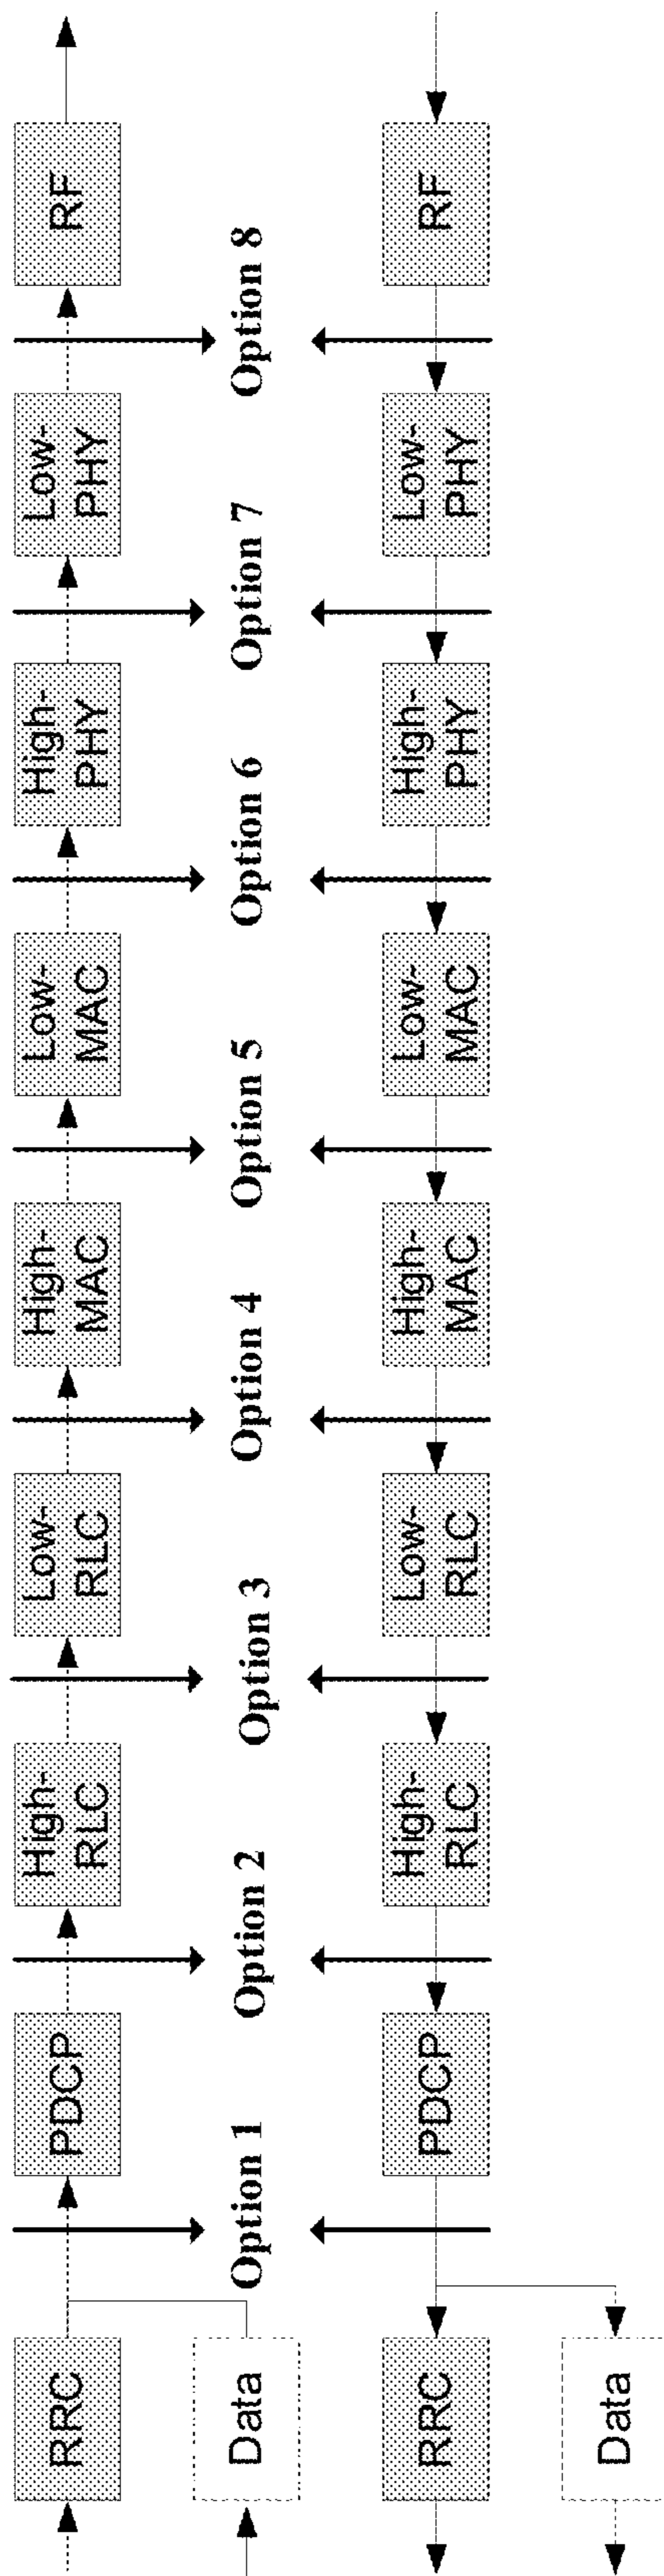 RRC
PDCP
High-
RLC
Low-
RLC
High-
MAC
Low-
MAC
High-
PHY
Low-
PHY
RF
Data
Option 1
Option 2
Option 3
Option 4
Option 5
Option 6
Option 7
Option 8
RRC
PDCP
High-
RLC
Low-
RLC
High-
MAC
Low-
MAC
High-
PHY
Low-
PHY
RF
Data